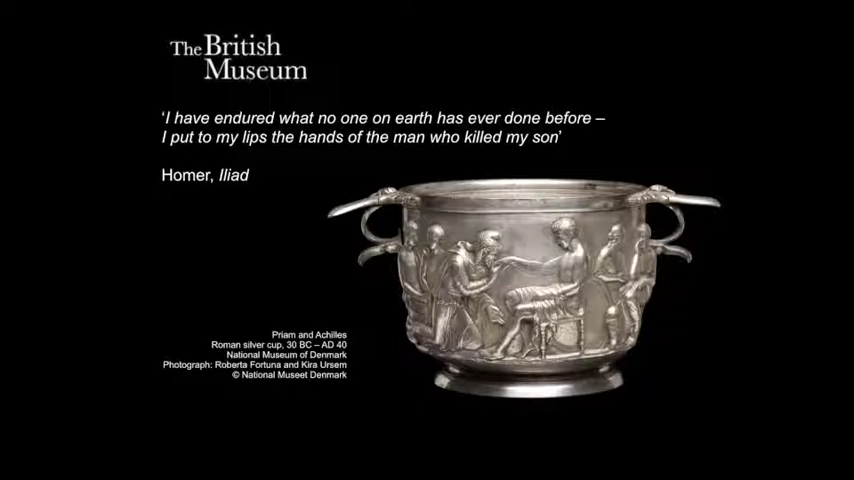 The British
Museum
‘I have endured what no one on earth has ever done before –
I put to my lips the hands of the man who killed my son’
Homer, Iliad
Priam and Achilles
Roman silver cup, 30 BC – AD 40
National Museum of Denmark
Photograph: Roberta Fortuna and Kira Ursem
© National Museet Denmark